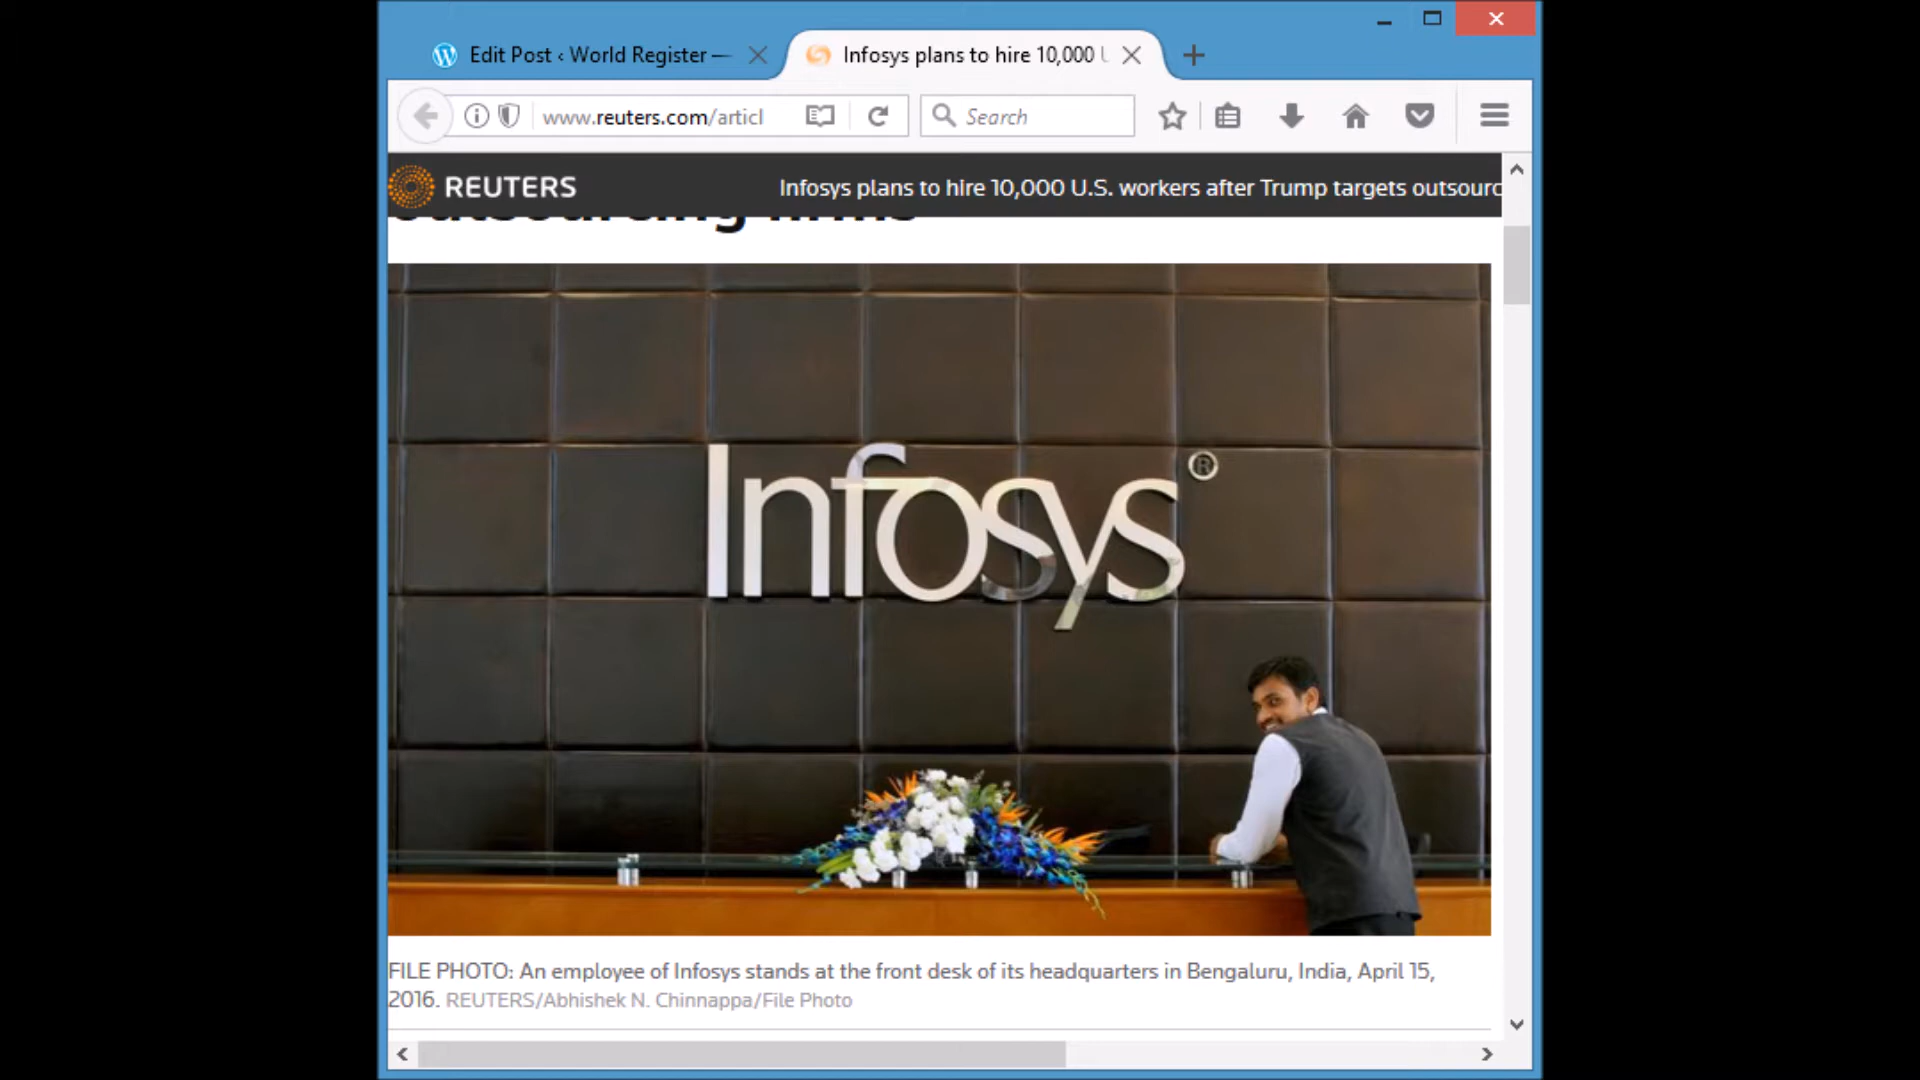 Edit Post ‹ World Register —
Infosys plans to hire 10,000
www.reuters.com/articl
Search
REUTERS
Infosys plans to hire 10,000 U.S. workers after Trump targets outsourc
outsourcing firms
Infosys®
FILE PHOTO: An employee of Infosys stands at the front desk of its headquarters in Bengaluru, India, April 15,
2016. REUTERS/Abhishek N. Chinnappa/File Photo